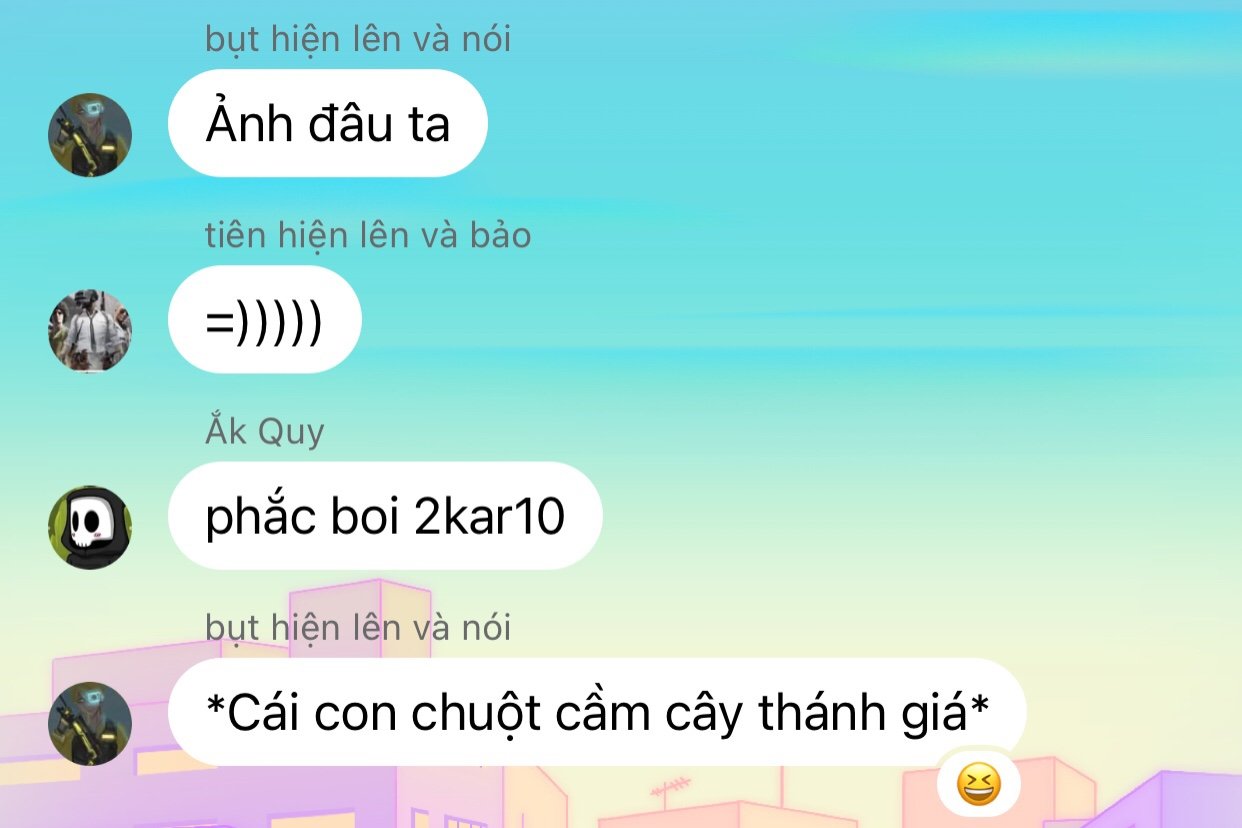 bụt hiện lên và nói
Ảnh đâu ta
tiên hiện lên và bảo
=)))))
Ắk Quy
phắc boi 2kar10
bụt hiện lên và nói
*Cái con chuột cầm cây thánh giá*